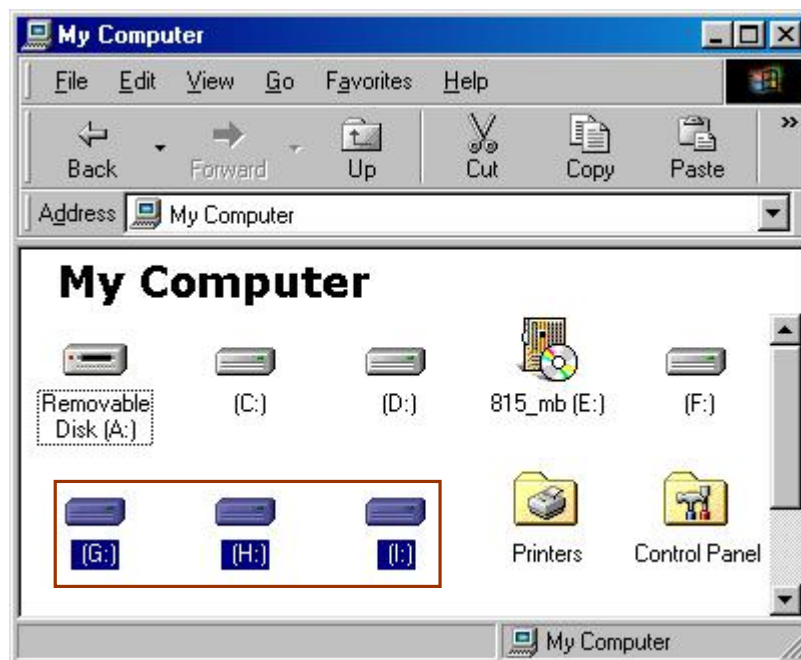 My Computer
File Edit View Go Favorites Help
Back Forward Up Cut Copy Paste »
Address My Computer
My Computer
Removable Disk (A:) (C:) (D:) 815_mb (E:) (F:)
(G:) (H:) (I:) Printers Control Panel
My Computer